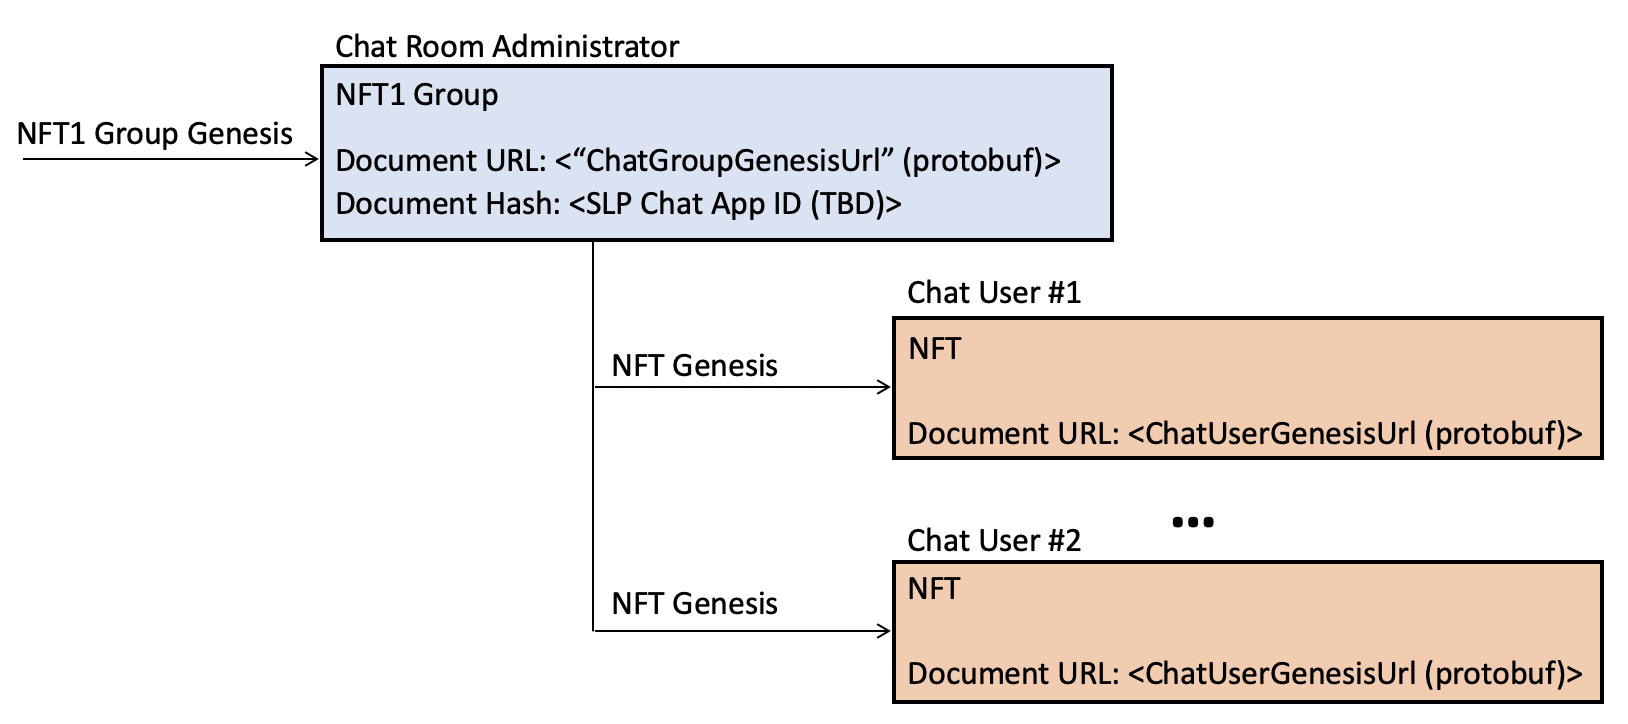 Chat Room Administrator
NFT1 Group
NFT1 Group Genesis
Document URL: <“ChatGroupGenesisUrl” (protobuf)>
Document Hash: <SLP Chat App ID (TBD)>
Chat User #1
NFT
NFT Genesis
Document URL: <ChatUserGenesisUrl (protobuf)>
...
Chat User #2
NFT
NFT Genesis
Document URL: <ChatUserGenesisUrl (protobuf)>